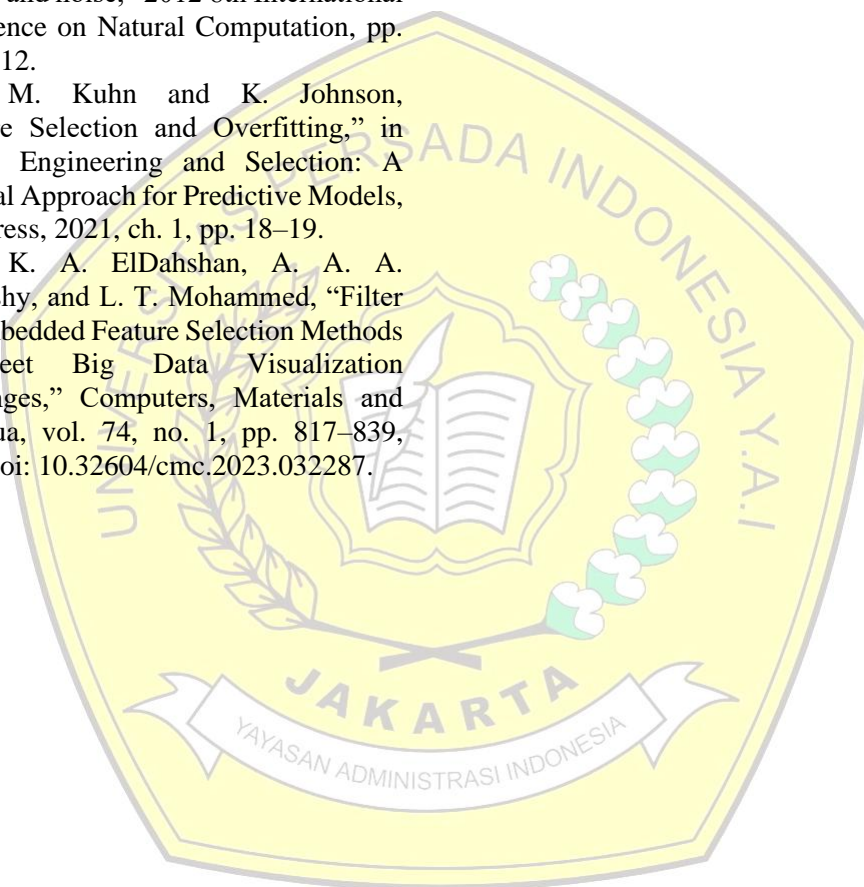 and noise," 2012 8th International
ence on Natural Computation, pp.
12.
M. Kuhn and K. Johnson,
e Selection and Overfitting," in
Engineering and Selection: A
al Approach for Predictive Models,
ress, 2021, ch. 1, pp. 18–19.
K. A. ElDahshan, A. A. A.
shy, and L. T. Mohammed, "Filter
bedded Feature Selection Methods
eet Big Data Visualization
nges," Computers, Materials and
ua, vol. 74, no. 1, pp. 817–839,
oi: 10.32604/cmc.2023.032287.
UNIVERSITAS PERSADA INDONESIA Y.A.I
JAKARTA
YAYASAN ADMINISTRASI INDONESIA